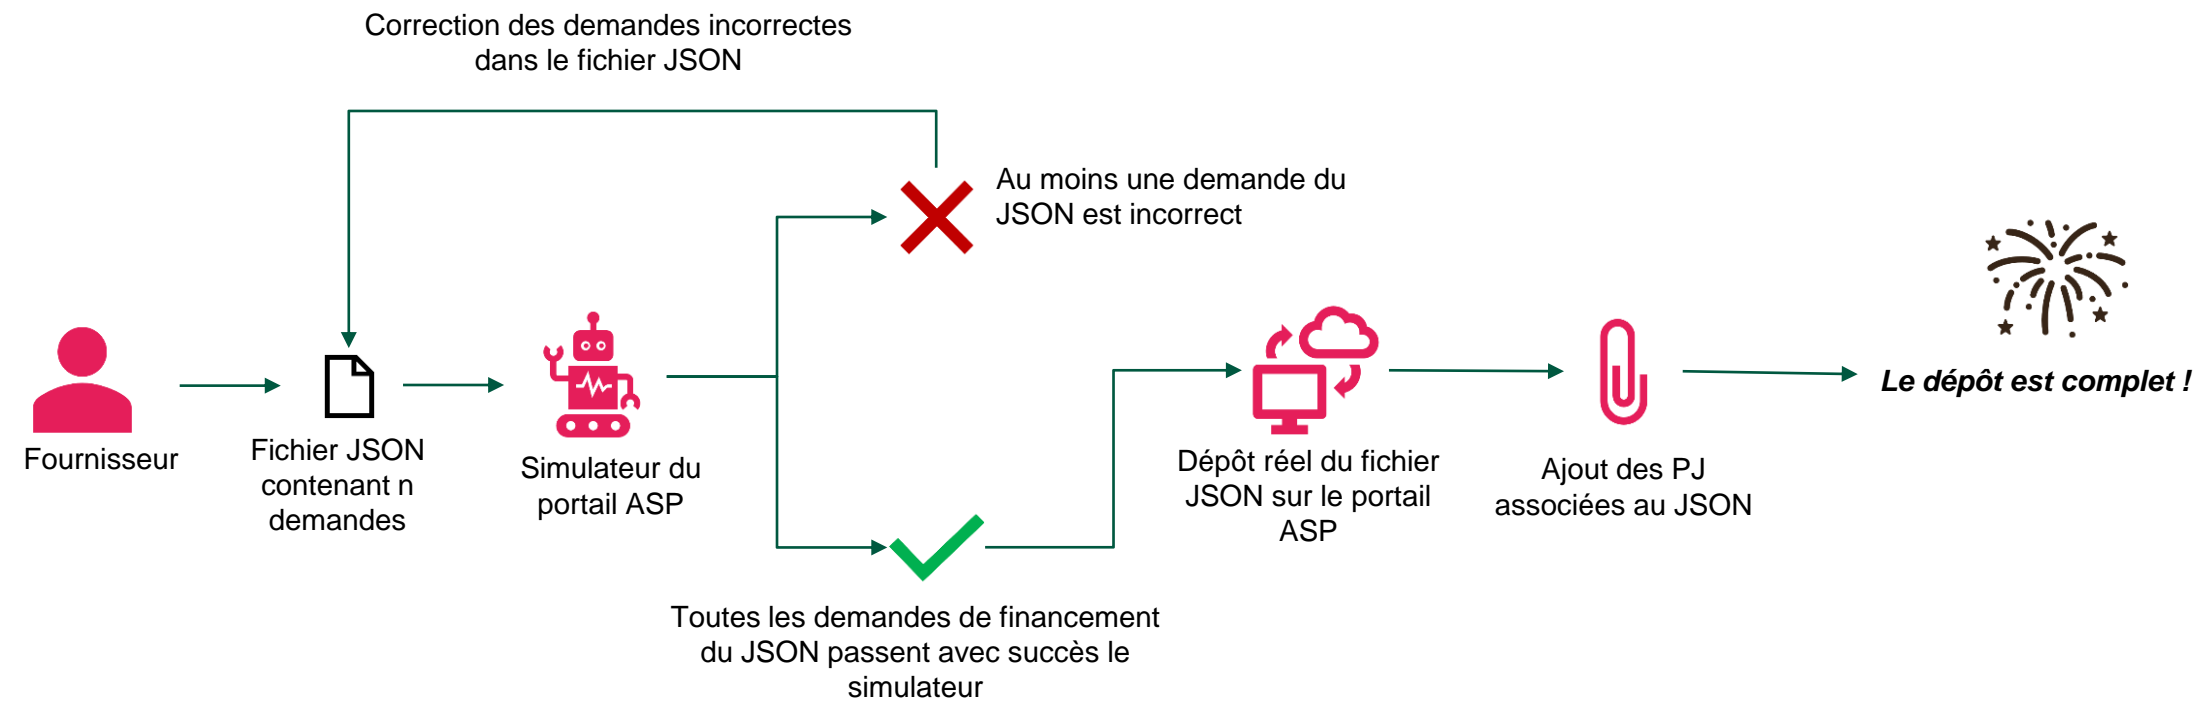 Correction des demandes incorrectes
dans le fichier JSON
Au moins une demande du
JSON est incorrect
Fournisseur
Fichier JSON
contenant n
demandes
Simulateur du
portail ASP
Toutes les demandes de financement
du JSON passent avec succès le
simulateur
Dépôt réel du fichier
JSON sur le portail
ASP
Ajout des PJ
associées au JSON
Le dépôt est complet !